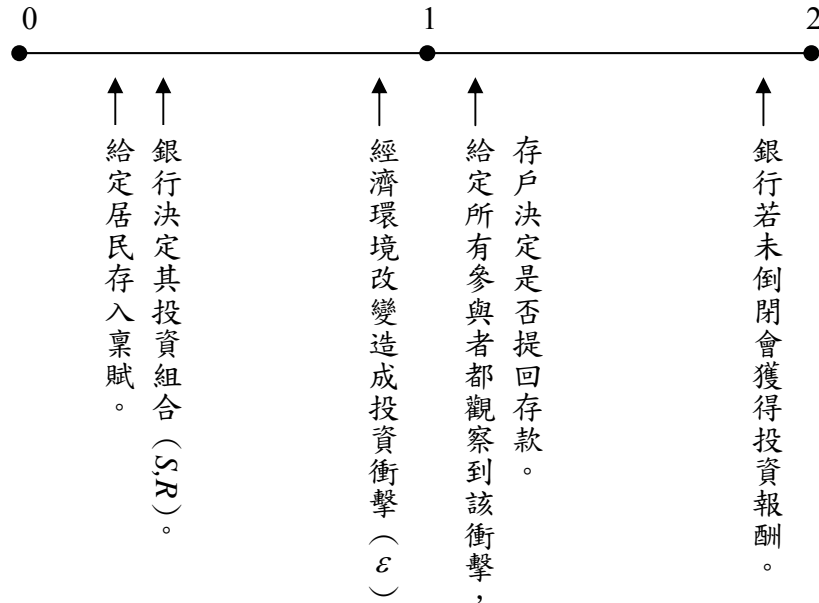 0
1
2
給定居民存入稟賦。
銀行決定其投資組合（S,R）。
經濟環境改變造成投資衝擊（ε）
給定所有參與者都觀察到該衝擊，
存戶決定是否提回存款。
銀行若未倒閉會獲得投資報酬。